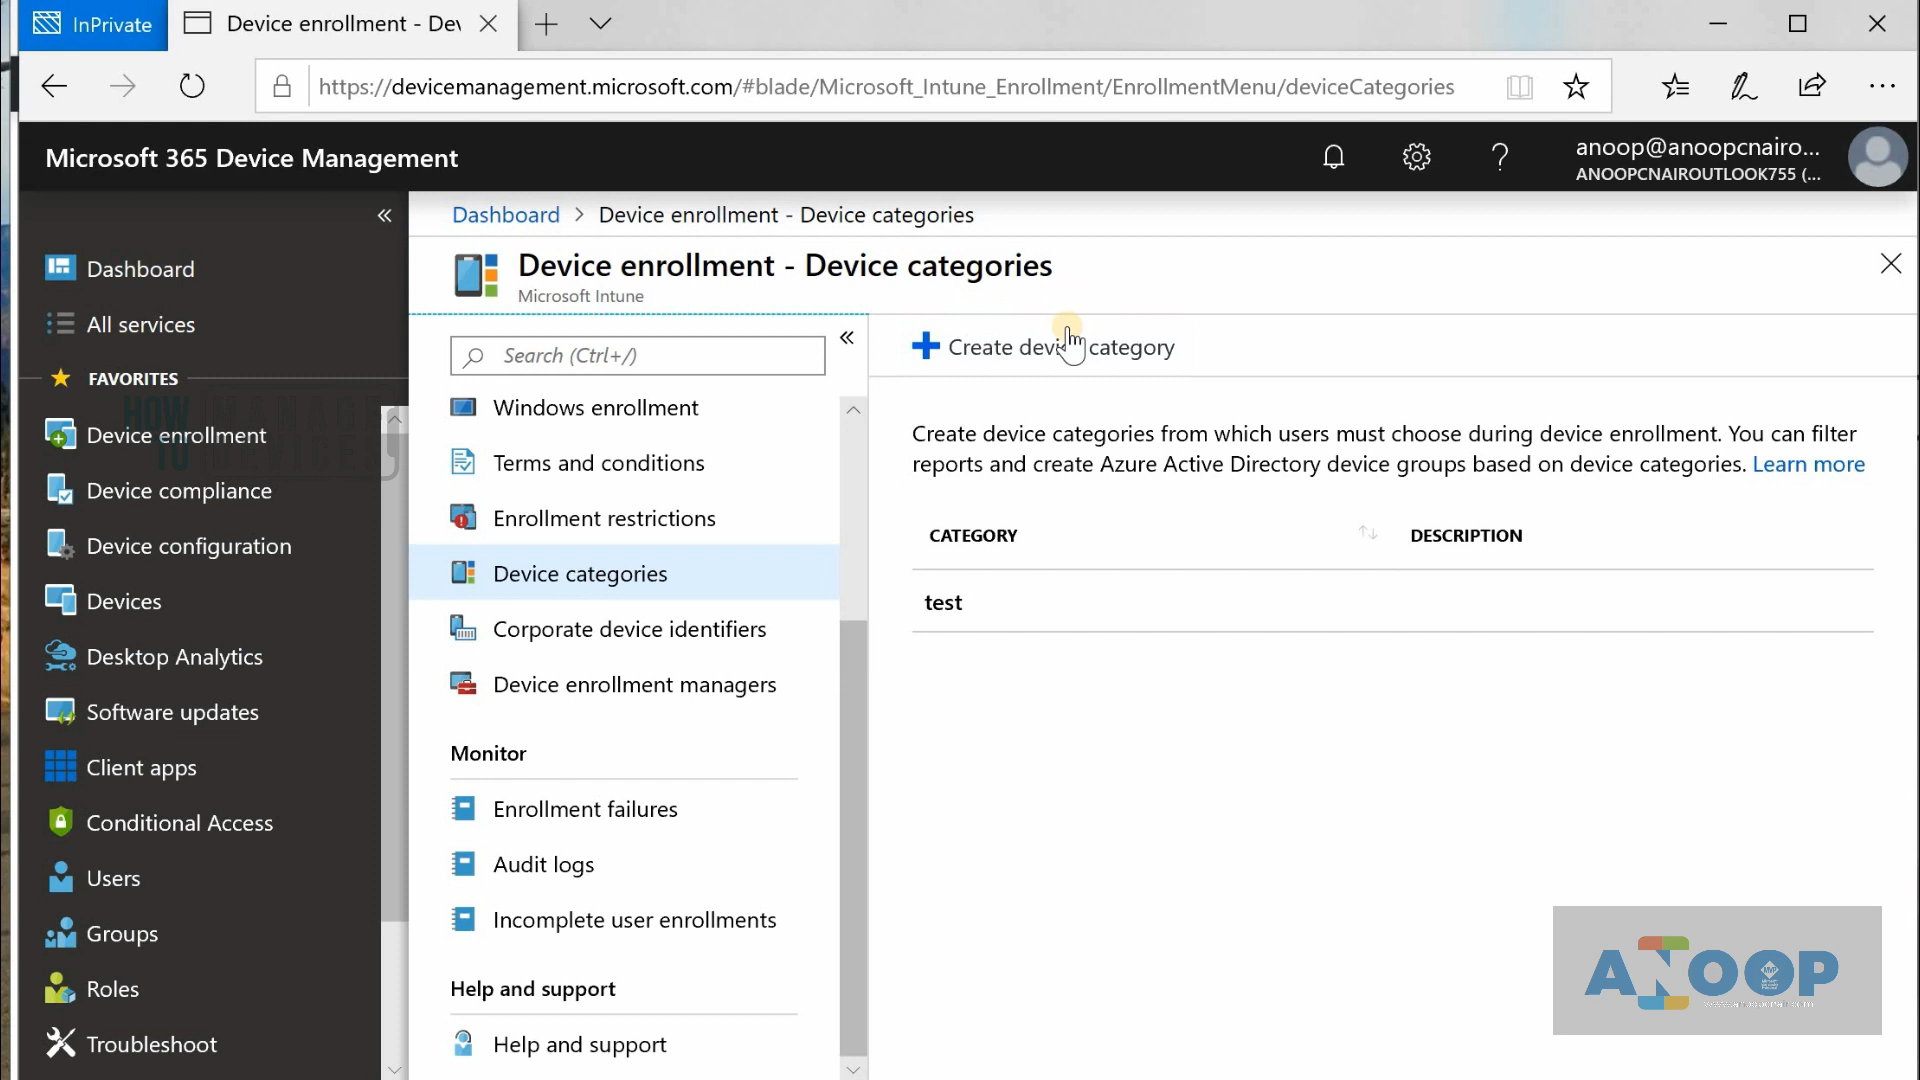 InPrivate
Device enrollment - Dev
https://devicemanagement.microsoft.com/#blade/Microsoft_Intune_Enrollment/EnrollmentMenu/deviceCategories
Microsoft 365 Device Management
anoop@anoopcnairo...
ANOOPCNAIROUTLOOK755 (...
Dashboard
All services
FAVORITES
HOW TO MANAGE DEVICES
Device enrollment
Device compliance
Device configuration
Devices
Desktop Analytics
Software updates
Client apps
Conditional Access
Users
Groups
Roles
Troubleshoot
Dashboard > Device enrollment - Device categories
Device enrollment - Device categories
Microsoft Intune
Search (Ctrl+/)
Windows enrollment
Terms and conditions
Enrollment restrictions
Device categories
Corporate device identifiers
Device enrollment managers
Monitor
Enrollment failures
Audit logs
Incomplete user enrollments
Help and support
Help and support
Create device category
Create device categories from which users must choose during device enrollment. You can filter
reports and create Azure Active Directory device groups based on device categories. Learn more
CATEGORY DESCRIPTION
test
ANOOP